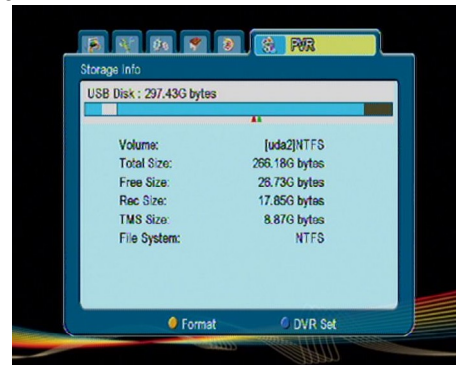 PVR
Storage Info
USB Disk : 297.43G bytes
Volume: [uda2]NTFS
Total Size: 266.18G bytes
Free Size: 26.73G bytes
Rec Size: 17.85G bytes
TMS Size: 8.87G bytes
File System: NTFS
Format DVR Set